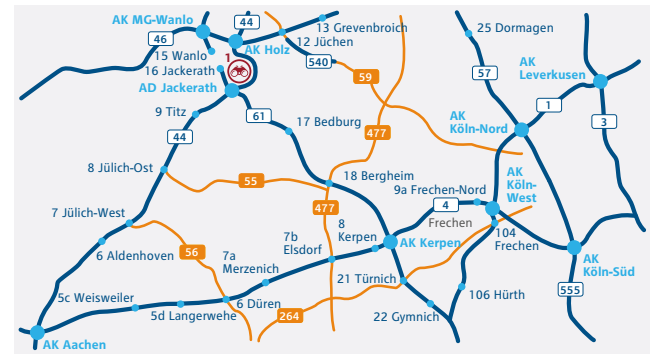 AK MG-Wanlo
44
13 Grevenbroich
12 Jüchen
25 Dormagen
46
AK Holz
15 Wanlo
16 Jackerath
1
540
AD Jackerath
59
57
AK
Leverkusen
9 Titz
61
1
3
44
17 Bedburg
477
AK
Köln-Nord
8 Jülich-Ost
55
18 Bergheim
9a Frechen-Nord
AK
Köln-
West
7 Jülich-West
477
8
Kerpen
4
Frechen
104
Frechen
6 Aldenhoven
56
7a
Merzenich
7b
Elsdorf
AK Kerpen
AK
Köln-Süd
21 Türnich
106 Hürth
555
5c Weisweiler
5d Langerwehe
6 Düren
264
22 Gymnich
AK Aachen